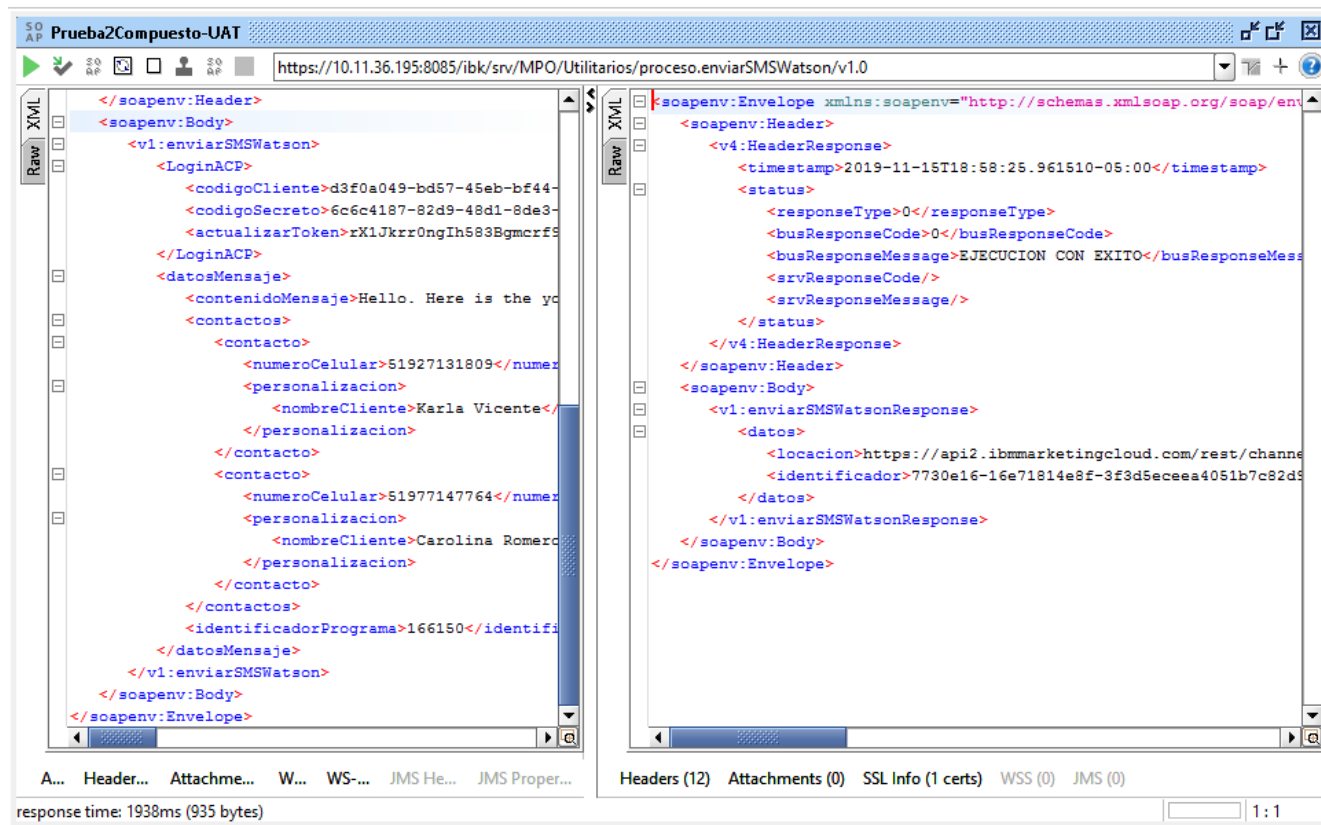 SOAP Prueba2Compuesto-UAT
https://10.11.36.195:8085/ibk/srv/MPO/Utilitarios/proceso.enviarSMSWatson/v1.0
XML
Raw
</soapenv:Header>
<soapenv:Body>
<v1:enviarSMSWatson>
<LoginACP>
<codigoCliente>d3f0a049-bd57-45eb-bf44-
<codigoSecreto>6c6c4187-82d9-48d1-8de3-
<actualizarToken>rX1Jkrr0ngIh583Bgmcrf9
</LoginACP>
<datosMensaje>
<contenidoMensaje>Hello. Here is the yo
<contactos>
<contacto>
<numeroCelular>51927131809</numer
<personalizacion>
<nombreCliente>Karla Vicente</
</personalizacion>
</contacto>
<contacto>
<numeroCelular>51977147764</numer
<personalizacion>
<nombreCliente>Carolina Romero
</personalizacion>
</contacto>
</contactos>
<identificadorPrograma>166150</identifi
</datosMensaje>
</v1:enviarSMSWatson>
</soapenv:Body>
</soapenv:Envelope>
XML
Raw
<soapenv:Envelope xmlns:soapenv="http://schemas.xmlsoap.org/soap/env
<soapenv:Header>
<v4:HeaderResponse>
<timestamp>2019-11-15T18:58:25.961510-05:00</timestamp>
<status>
<responseType>0</responseType>
<busResponseCode>0</busResponseCode>
<busResponseMessage>EJECUCION CON EXITO</busResponseMess
<srvResponseCode/>
<srvResponseMessage/>
</status>
</v4:HeaderResponse>
</soapenv:Header>
<soapenv:Body>
<v1:enviarSMSWatsonResponse>
<datos>
<locacion>https://api2.ibmmarketingcloud.com/rest/channe
<identificador>7730e16-16e71814e8f-3f3d5eceea4051b7c82d9
</datos>
</v1:enviarSMSWatsonResponse>
</soapenv:Body>
</soapenv:Envelope>
A... Header... Attachme... W... WS-... JMS He... JMS Proper...
Headers (12) Attachments (0) SSL Info (1 certs) WSS (0) JMS (0)
response time: 1938ms (935 bytes)
1 : 1